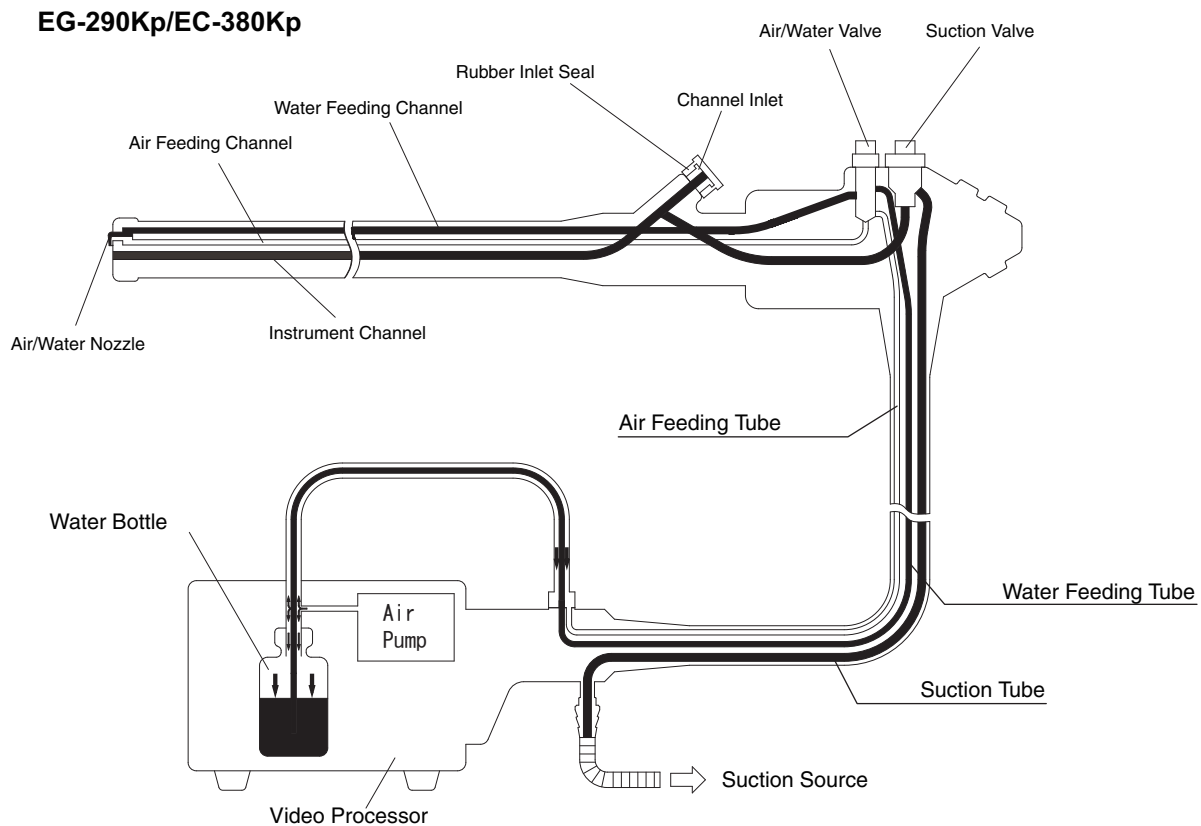 EG-290Kp/EC-380Kp
Air/Water Valve
Suction Valve
Rubber Inlet Seal
Channel Inlet
Water Feeding Channel
Air Feeding Channel
Air/Water Nozzle
Instrument Channel
Air Feeding Tube
Water Bottle
Air
Pump
Water Feeding Tube
Suction Tube
Suction Source
Video Processor